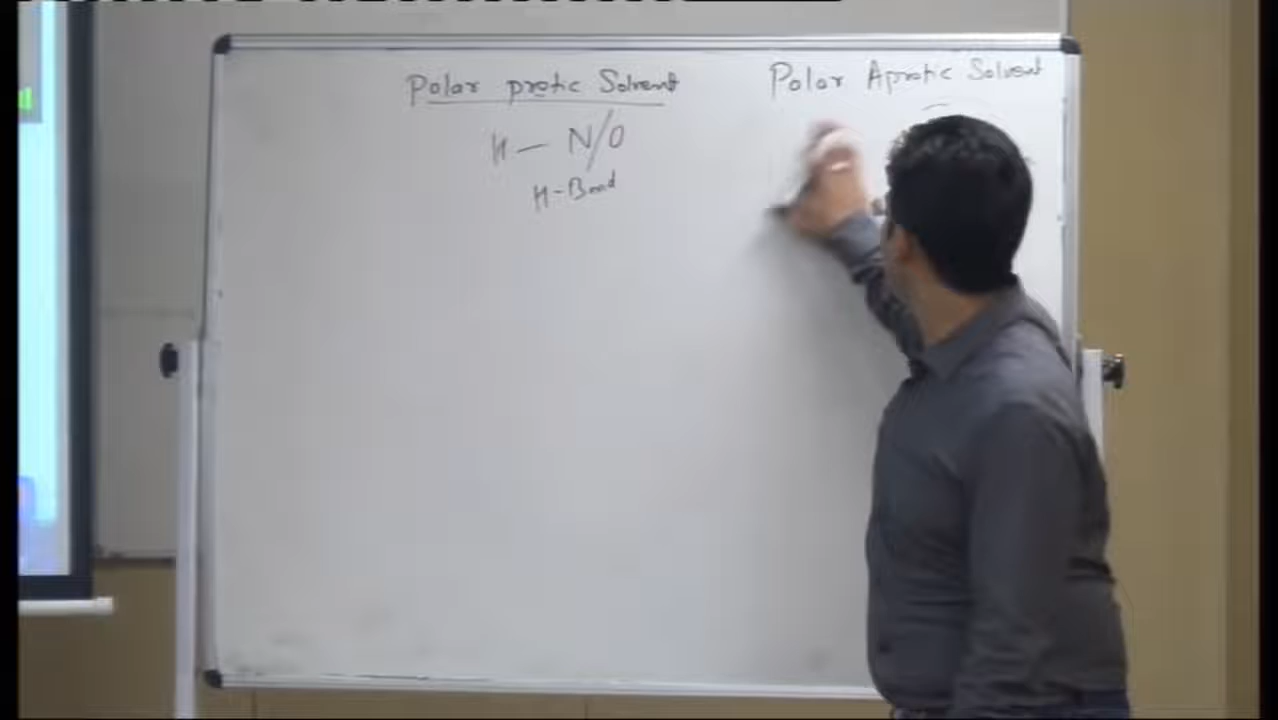 Polar protic Solvent
Polar Aprotic Solvent
H — N/O
H-Bond